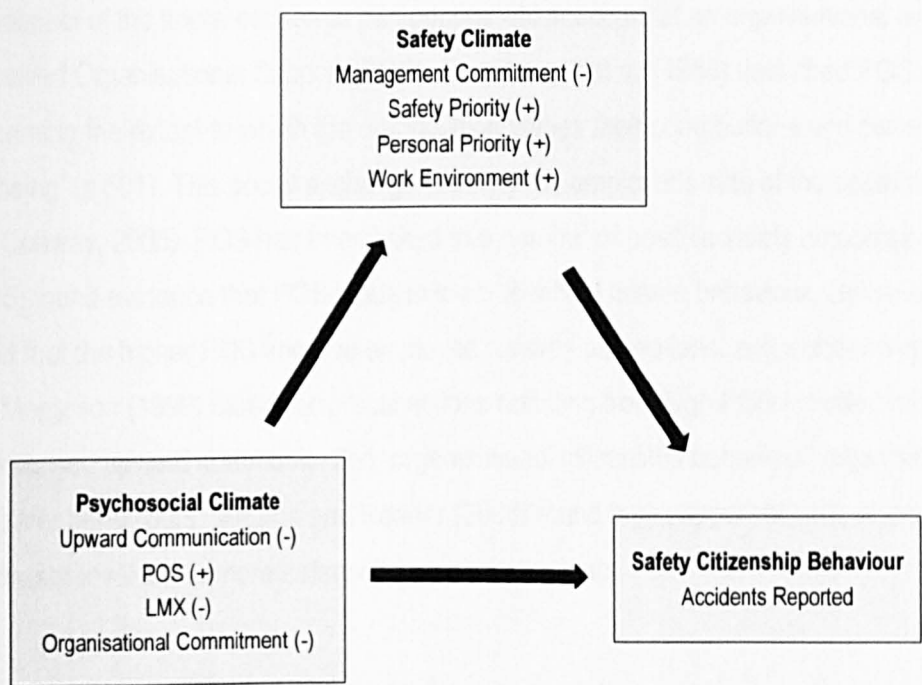 Safety Climate
Management Commitment (-)
Safety Priority (+)
Personal Priority (+)
Work Environment (+)
Psychosocial Climate
Upward Communication (-)
POS (+)
LMX (-)
Organisational Commitment (-)
Safety Citizenship Behaviour
Accidents Reported